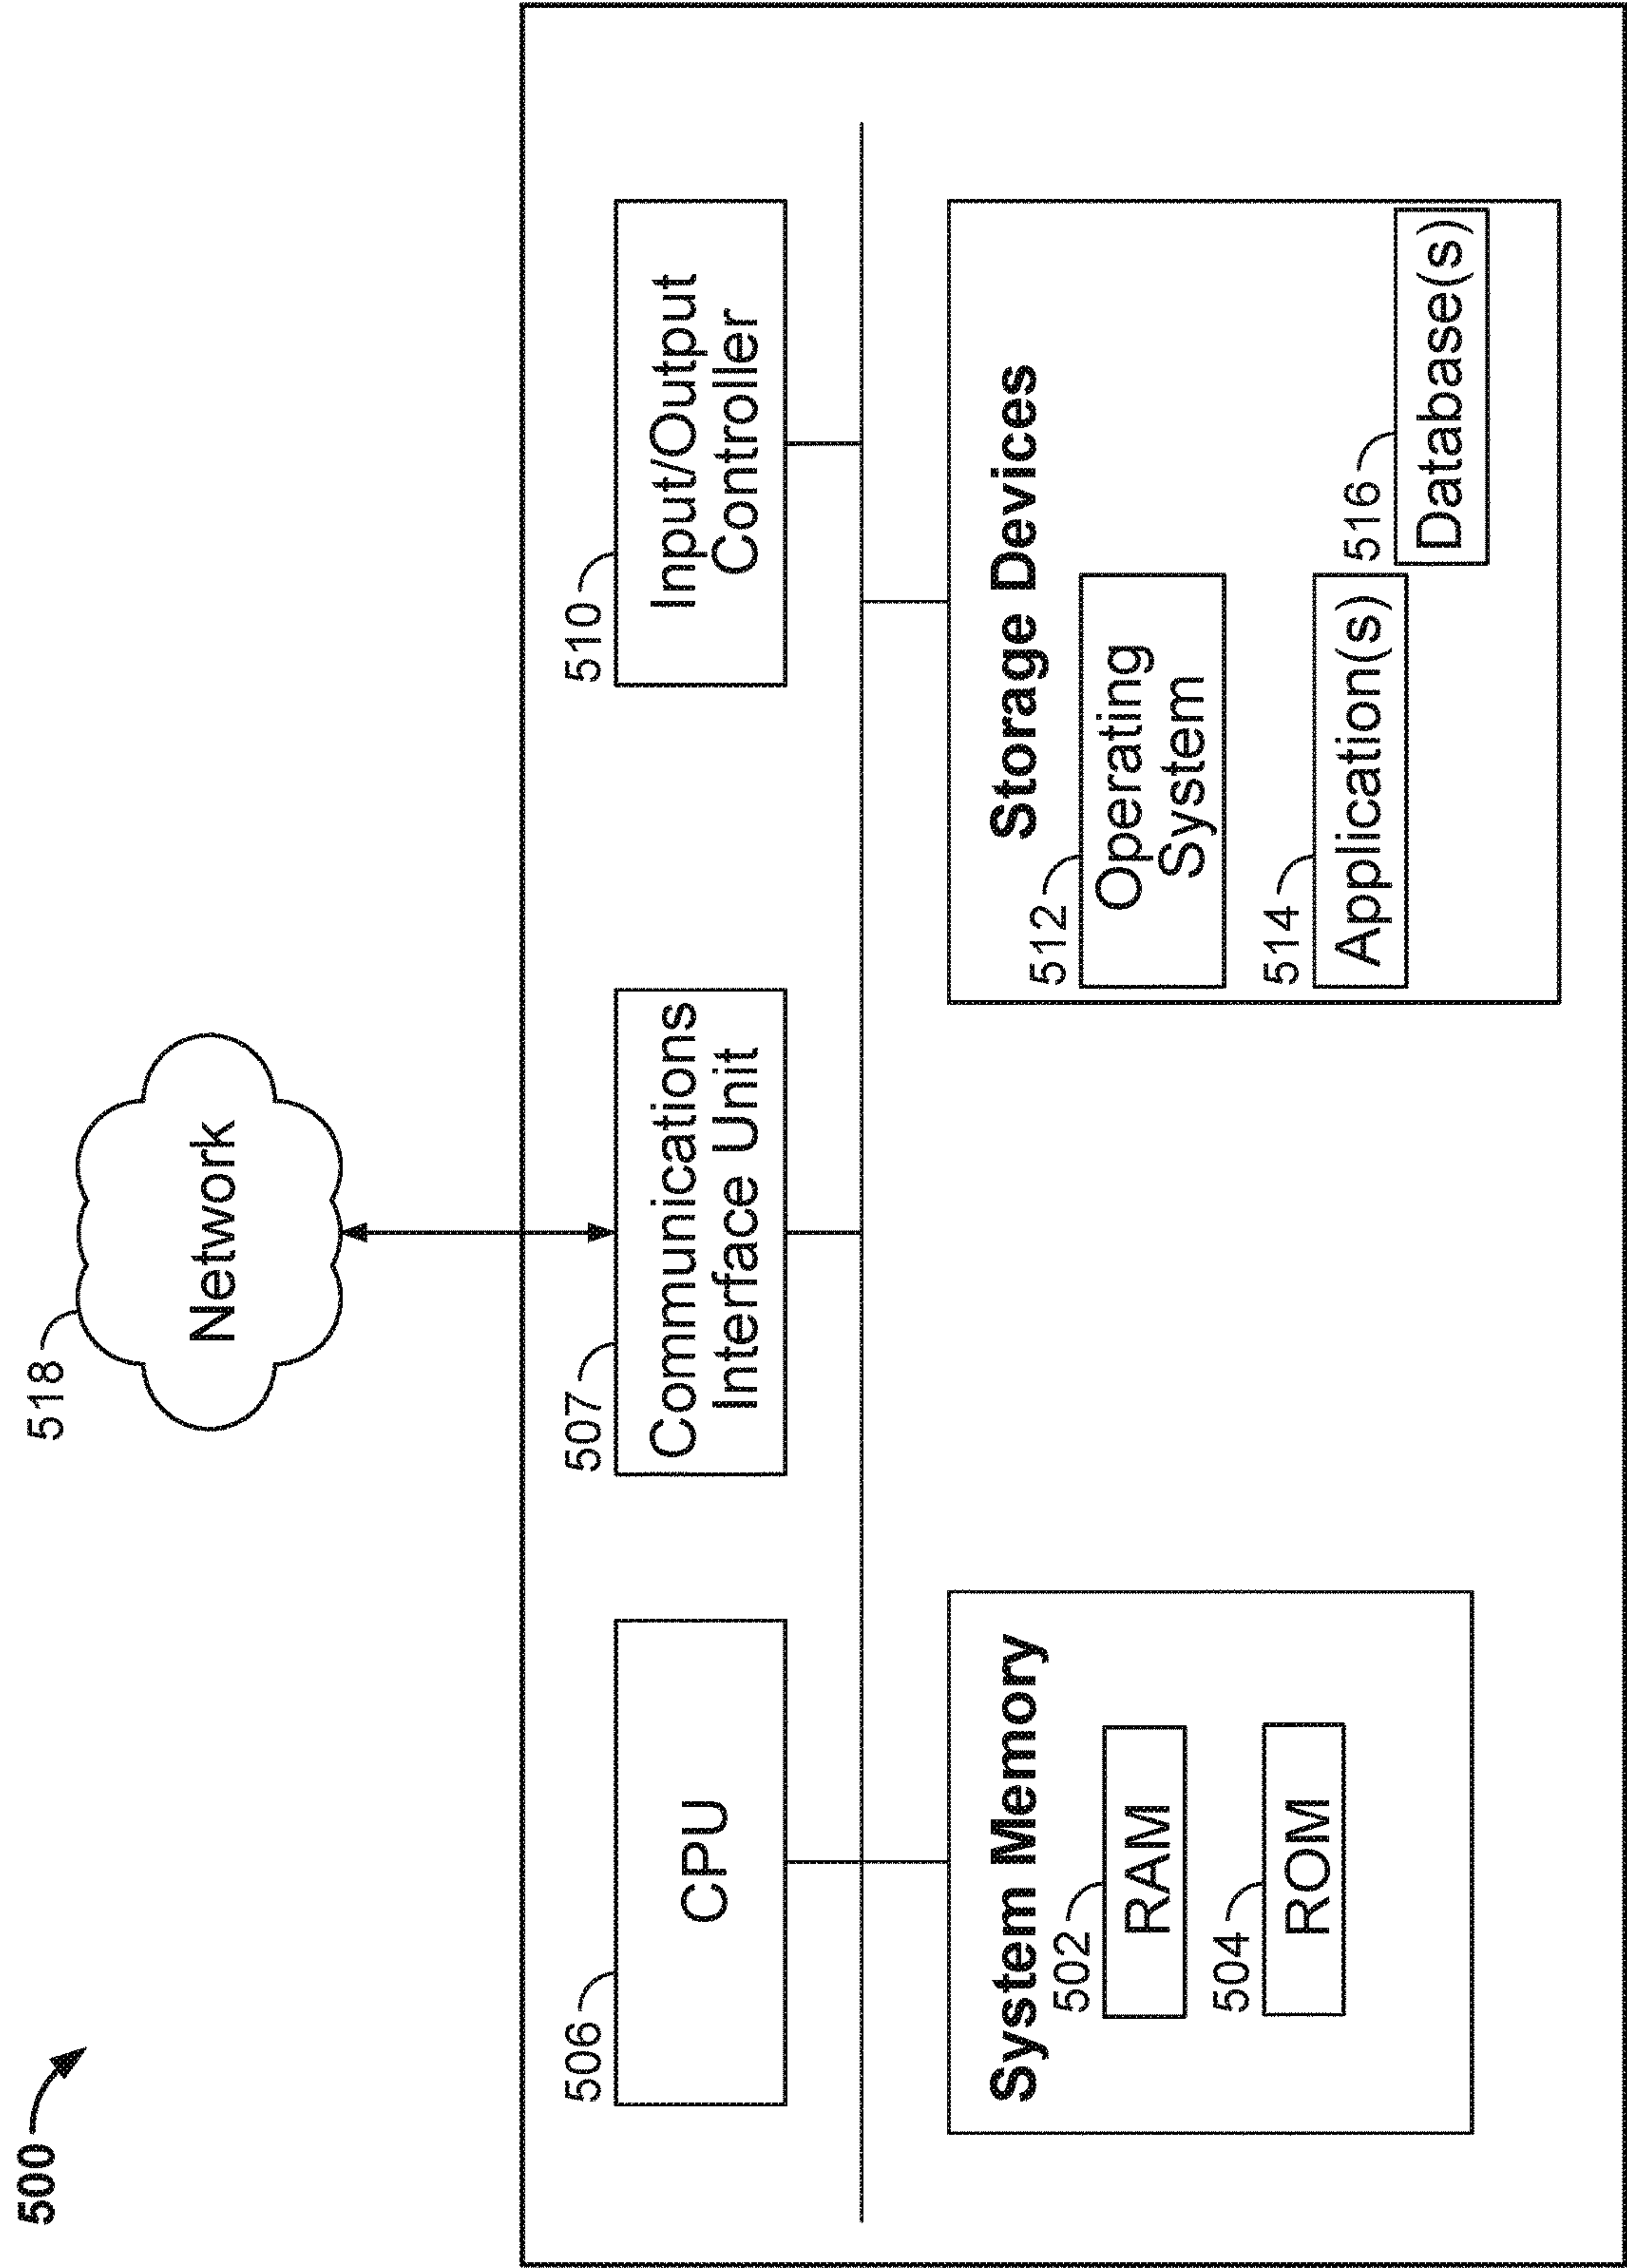 500
518
Network
506
CPU
507
Communications
Interface Unit
510
Input/Output
Controller
System Memory
502
RAM
504
ROM
Storage Devices
512
Operating
System
514
Application(s)
516
Database(s)